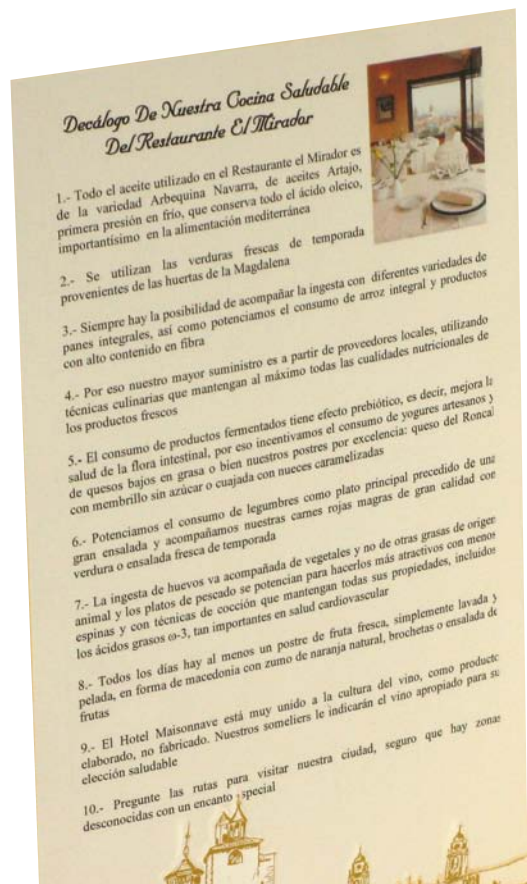 Decálogo De Nuestra Cocina Saludable
Del Restaurante El Mirador
1.- Todo el aceite utilizado en el Restaurante el Mirador es
de la variedad Arbequina Navarra, de aceites Artajo,
primera presión en frío, que conserva todo el ácido oleico,
importantísimo en la alimentación mediterránea
2.- Se utilizan las verduras frescas de temporada
provenientes de las huertas de la Magdalena
3.- Siempre hay la posibilidad de acompañar la ingesta con diferentes variedades de
panes integrales, así como potenciamos el consumo de arroz integral y productos
con alto contenido en fibra
4.- Por eso nuestro mayor suministro es a partir de proveedores locales, utilizando
técnicas culinarias que mantengan al máximo todas las cualidades nutricionales de
los productos frescos
5.- El consumo de productos fermentados tiene efecto prebiótico, es decir, mejora la
salud de la flora intestinal, por eso incentivamos el consumo de yogures artesanos y
de quesos bajos en grasa o bien nuestros postres por excelencia: queso del Roncal
con membrillo sin azúcar o cuajada con nueces caramelizadas
6.- Potenciamos el consumo de legumbres como plato principal precedido de una
gran ensalada y acompañamos nuestras carnes rojas magras de gran calidad con
verdura o ensalada fresca de temporada
7.- La ingesta de huevos va acompañada de vegetales y no de otras grasas de origen
animal y los platos de pescado se potencian para hacerlos más atractivos con menos
espinas y con técnicas de cocción que mantengan todas sus propiedades, incluidos
los ácidos grasos ω-3, tan importantes en salud cardiovascular
8.- Todos los días hay al menos un postre de fruta fresca, simplemente lavada y
pelada, en forma de macedonia con zumo de naranja natural, brochetas o ensalada de
frutas
9.- El Hotel Maisonnave está muy unido a la cultura del vino, como producto
elaborado, no fabricado. Nuestros someliers le indicarán el vino apropiado para su
elección saludable
10.- Pregunte las rutas para visitar nuestra ciudad, seguro que hay zonas
desconocidas con un encanto special